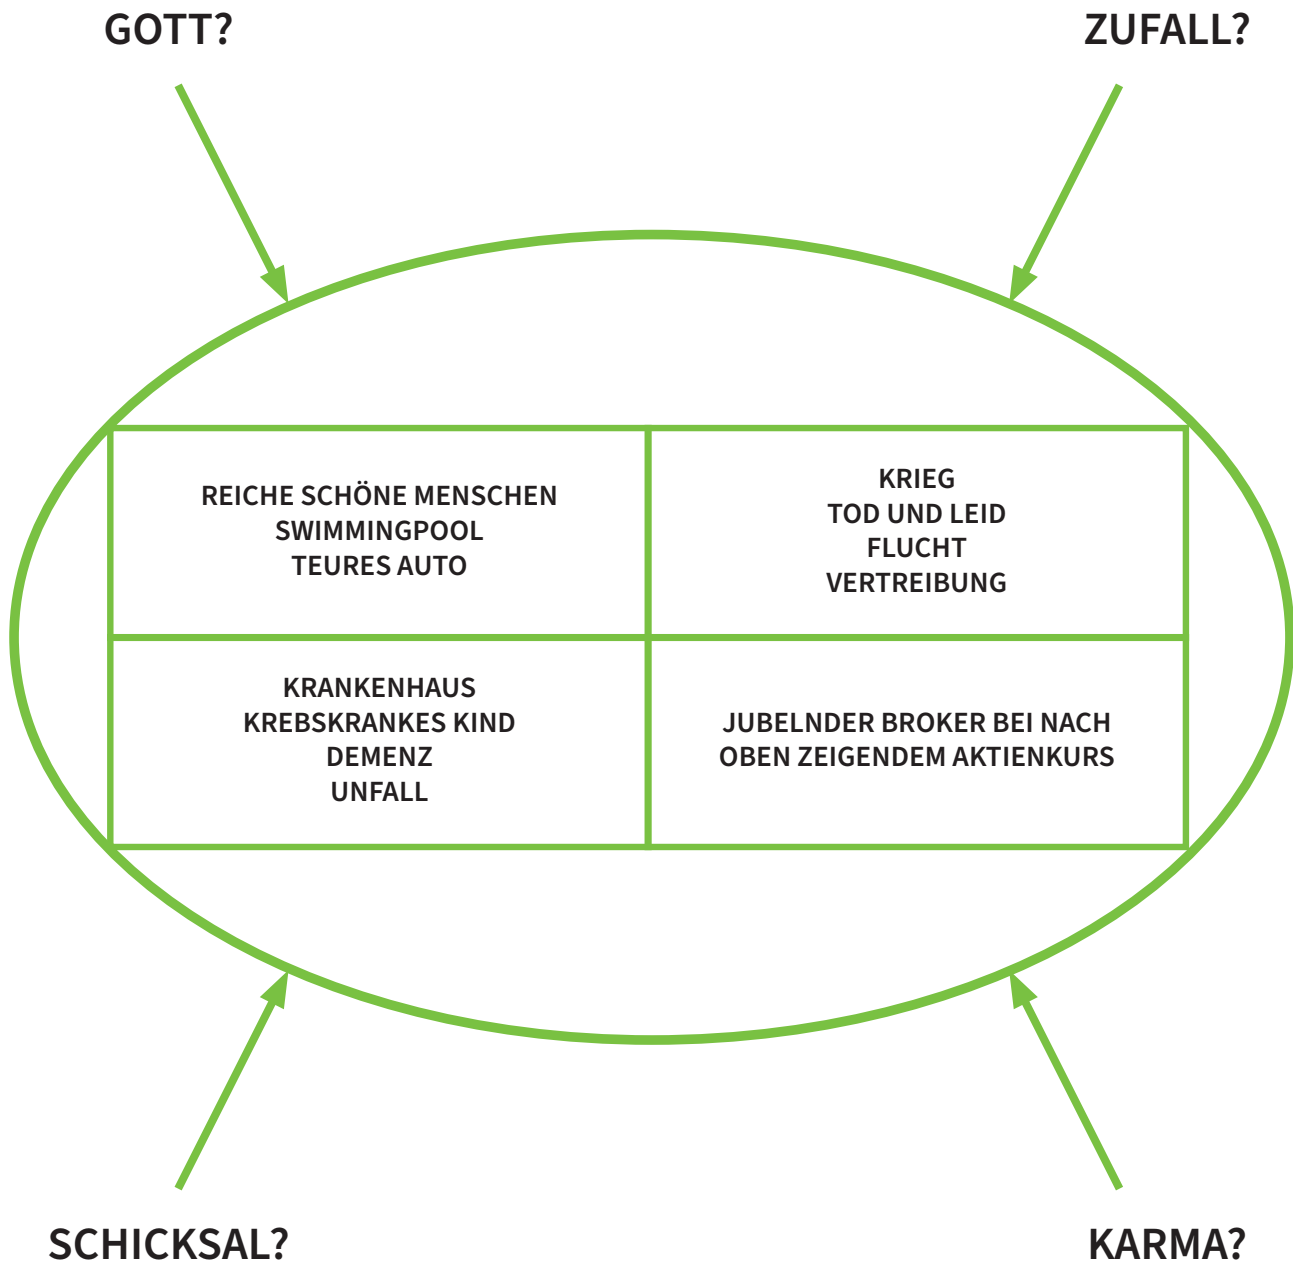 GOTT?
ZUFALL?
REICHE SCHÖNE MENSCHEN
SWIMMINGPOOL
TEURES AUTO
KRIEG
TOD UND LEID
FLUCHT
VERTREIBUNG
KRANKENHAUS
KREBSKRANKES KIND
DEMENZ
UNFALL
JUBELNDER BROKER BEI NACH
OBEN ZEIGENDEM AKTIENKURS
SCHICKSAL?
KARMA?